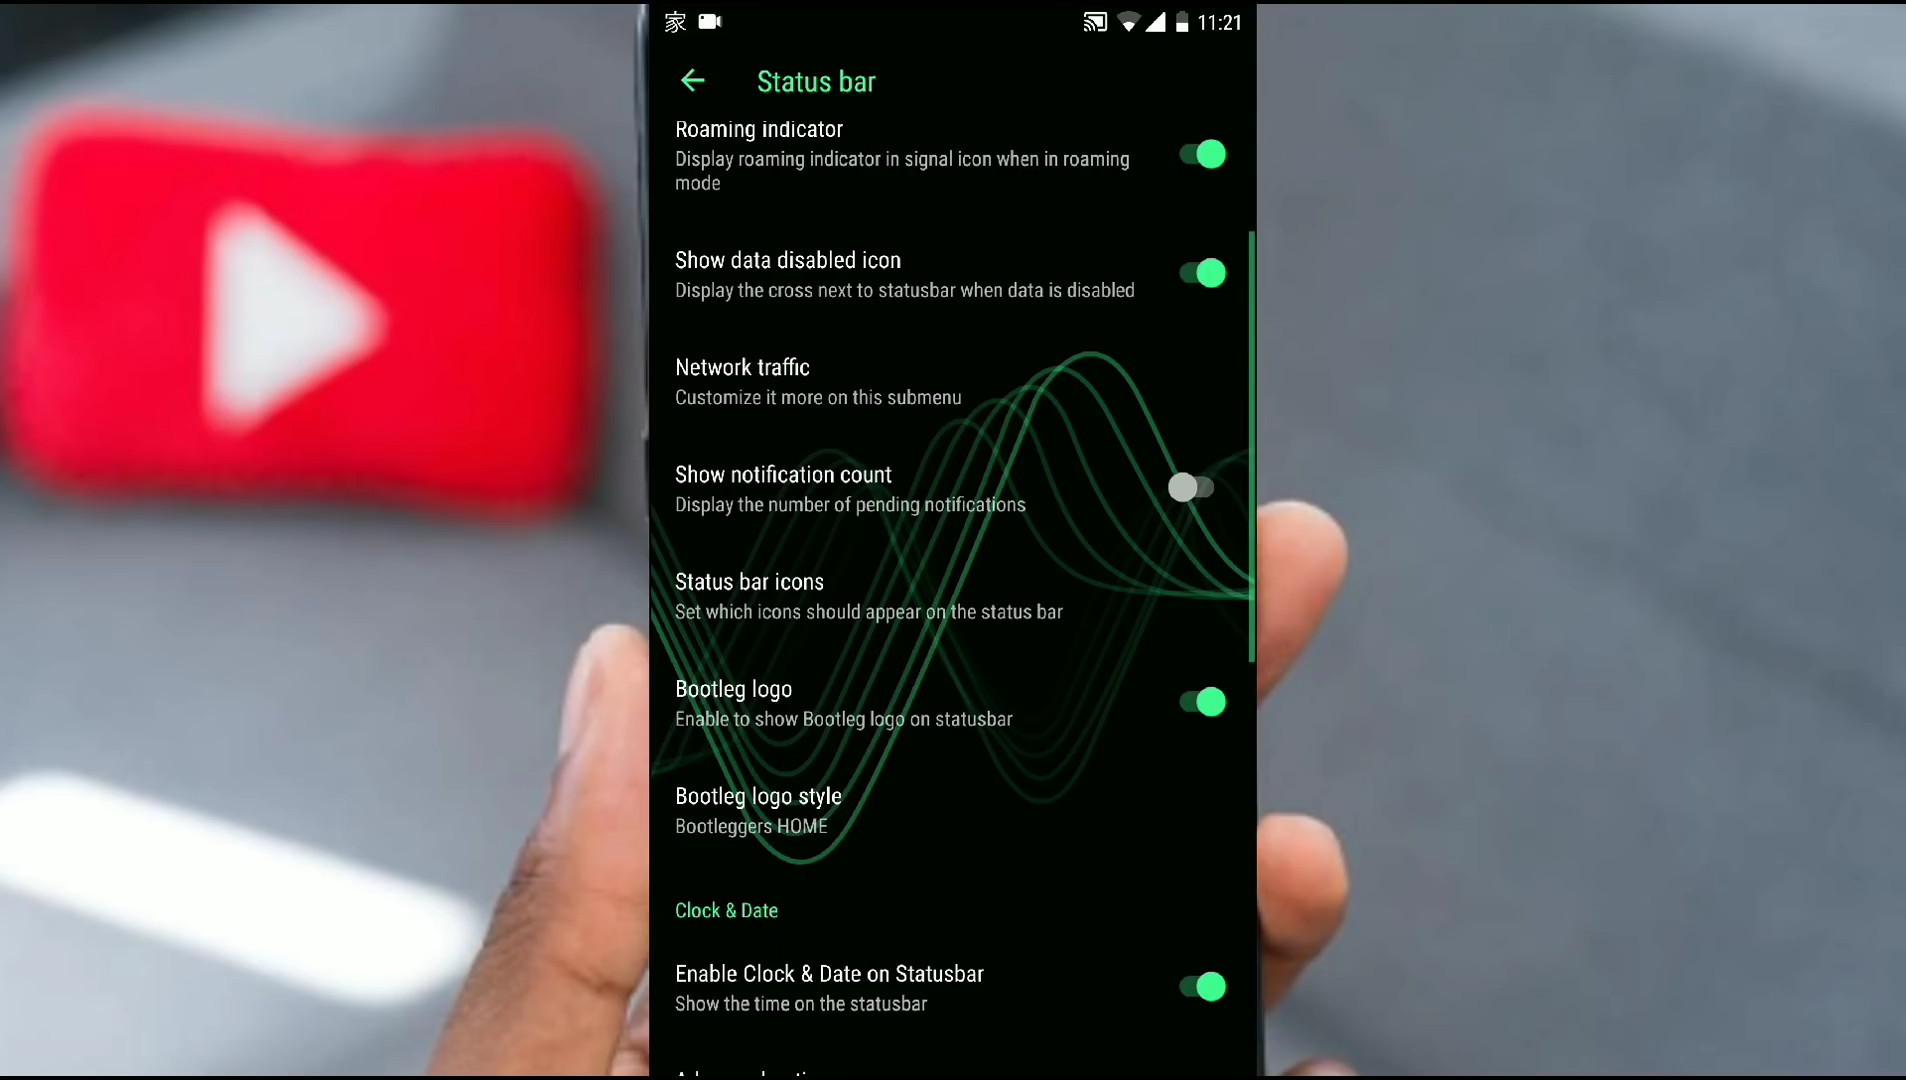 家 11:21
Status bar
Roaming indicator
Display roaming indicator in signal icon when in roaming
mode
Show data disabled icon
Display the cross next to statusbar when data is disabled
Network traffic
Customize it more on this submenu
Show notification count
Display the number of pending notifications
Status bar icons
Set which icons should appear on the status bar
Bootleg logo
Enable to show Bootleg logo on statusbar
Bootleg logo style
Bootleggers HOME
Clock & Date
Enable Clock & Date on Statusbar
Show the time on the statusbar